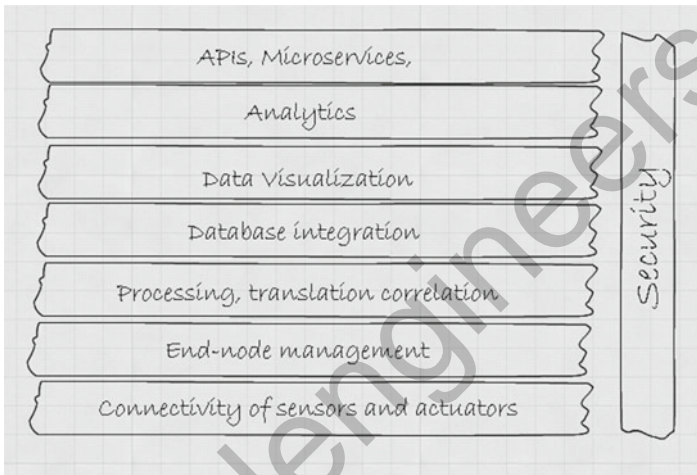 APIs, Microservices,
Analytics
Data Visualization
Database integration
Processing, translation correlation
End-node management
Connectivity of sensors and actuators
Security
engineers